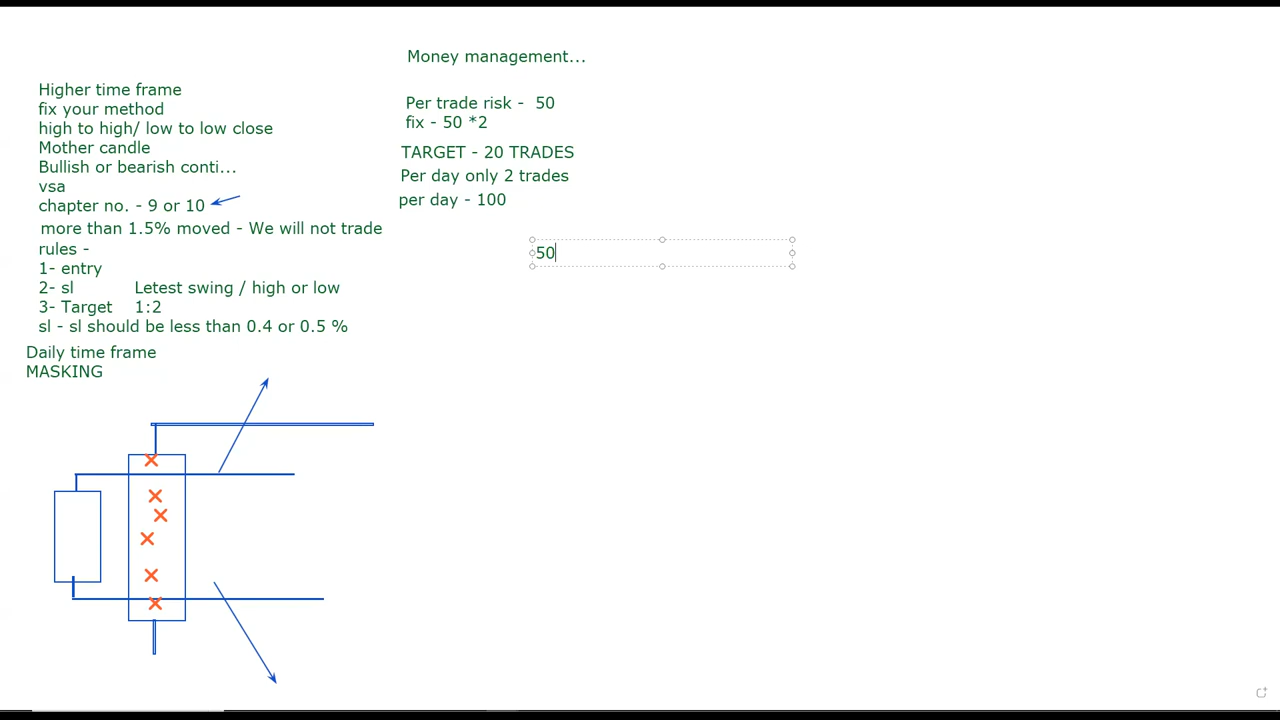 Money management...
Higher time frame
fix your method
high to high/ low to low close
Mother candle
Bullish or bearish conti...
vsa
chapter no. - 9 or 10
more than 1.5% moved - We will not trade
rules -
1- entry
2- sl Letest swing / high or low
3- Target 1:2
sl - sl should be less than 0.4 or 0.5 %
Daily time frame
MASKING
Per trade risk - 50
fix - 50 *2
TARGET - 20 TRADES
Per day only 2 trades
per day - 100
50